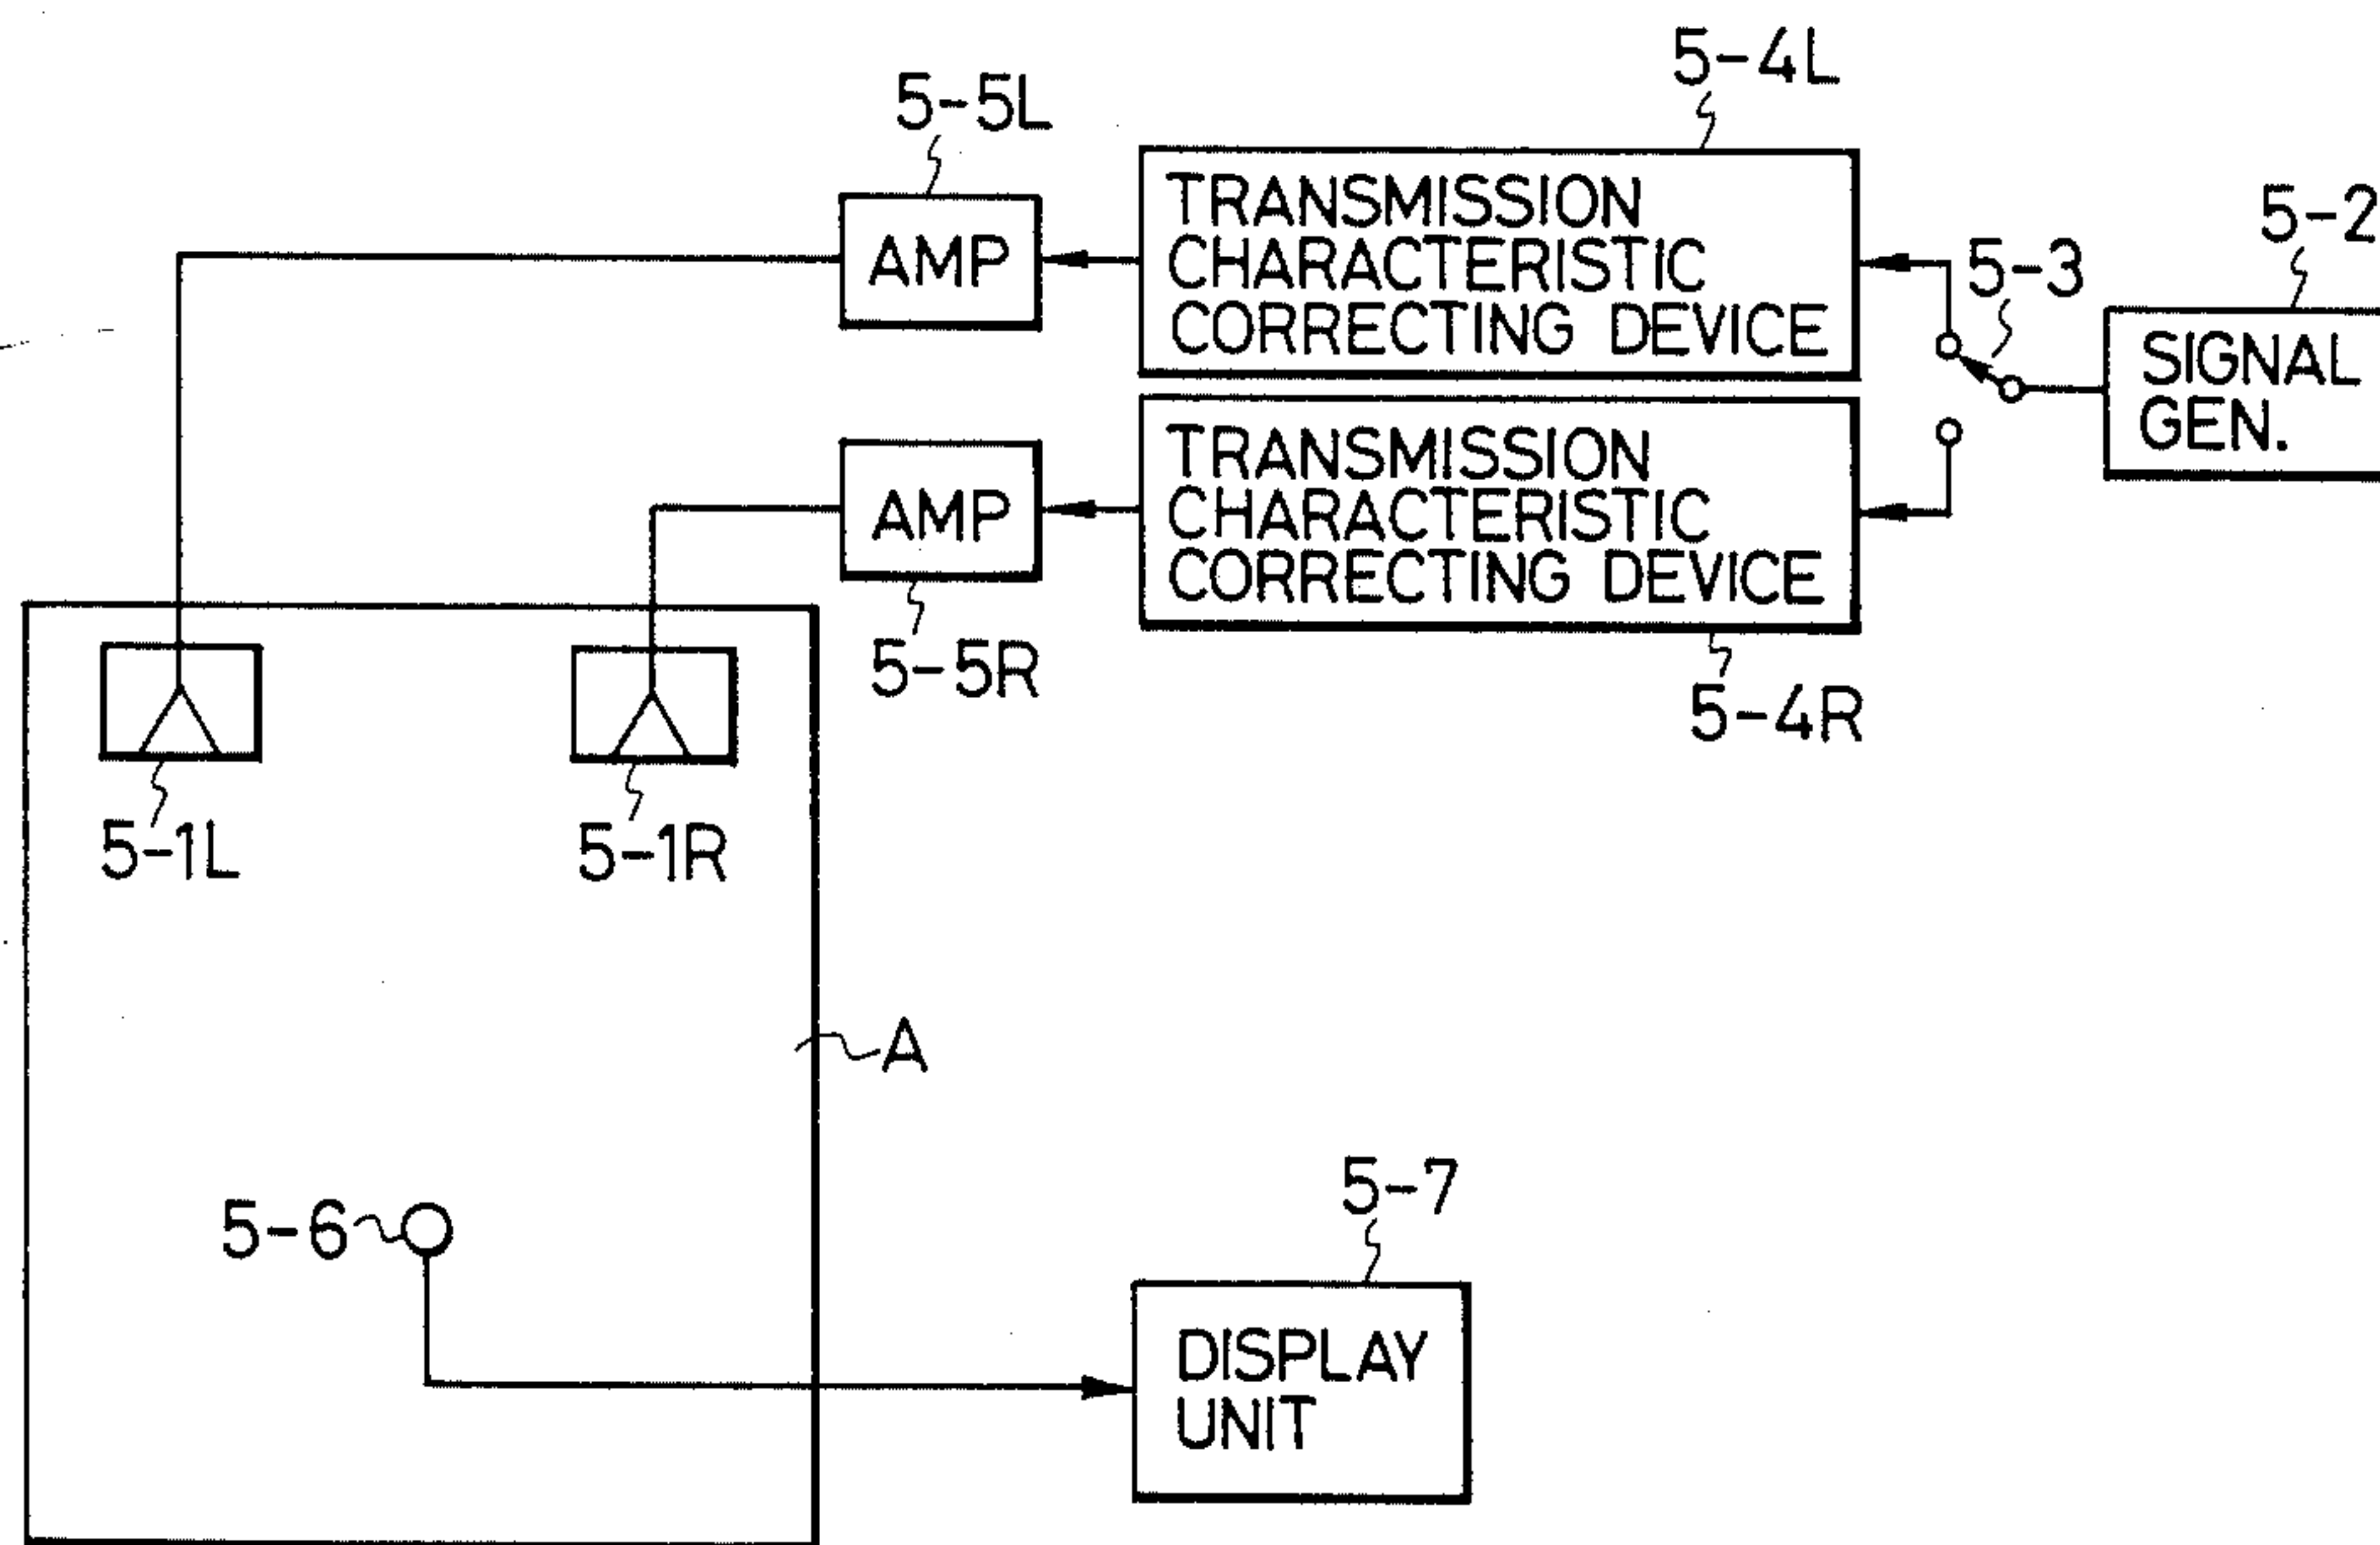 5-4L
5-5L
TRANSMISSION
CHARACTERISTIC
CORRECTING DEVICE
5-2
5-3
AMP
SIGNAL
GEN.
TRANSMISSION
CHARACTERISTIC
CORRECTING DEVICE
AMP
5-5R
5-4R
5-1L
5-1R
A
5-6
5-7
DISPLAY
UNIT